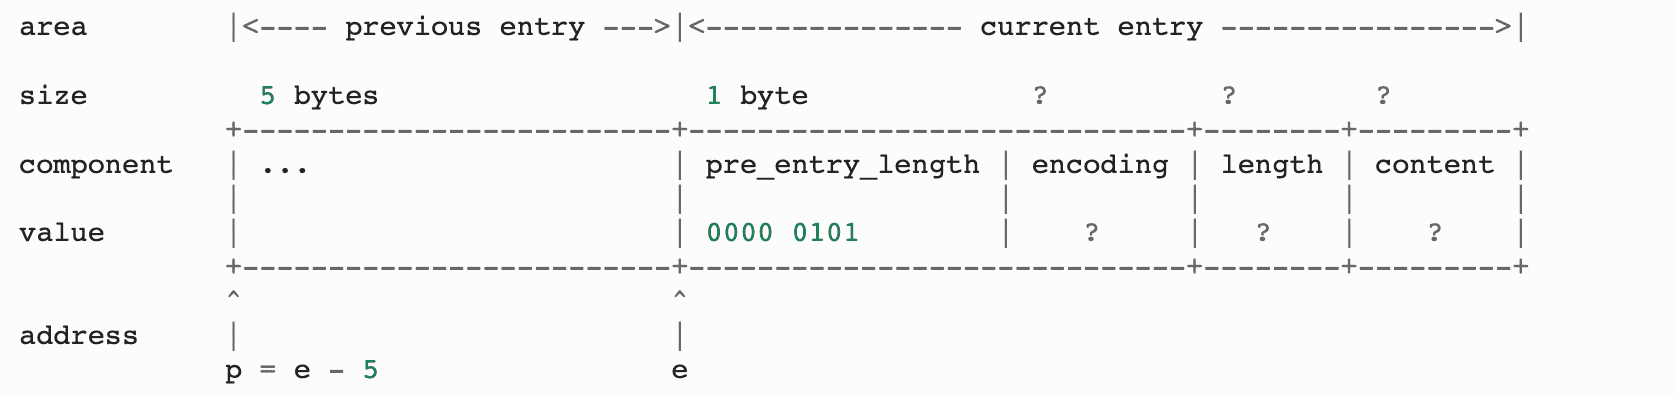 area         |<---- previous entry --->|<--------------- current entry ---------------->|
size           5 bytes                   1 byte             ?          ?        ?
             +-------------------------+-----------------------------+--------+---------+
component    | ...                     | pre_entry_length | encoding | length | content |
             |                         |                  |          |        |         |
value        |                         | 0000 0101        |    ?     |   ?    |    ?    |
             +-------------------------+-----------------------------+--------+---------+
             ^                         ^
address      |                         |
             p = e - 5                 e